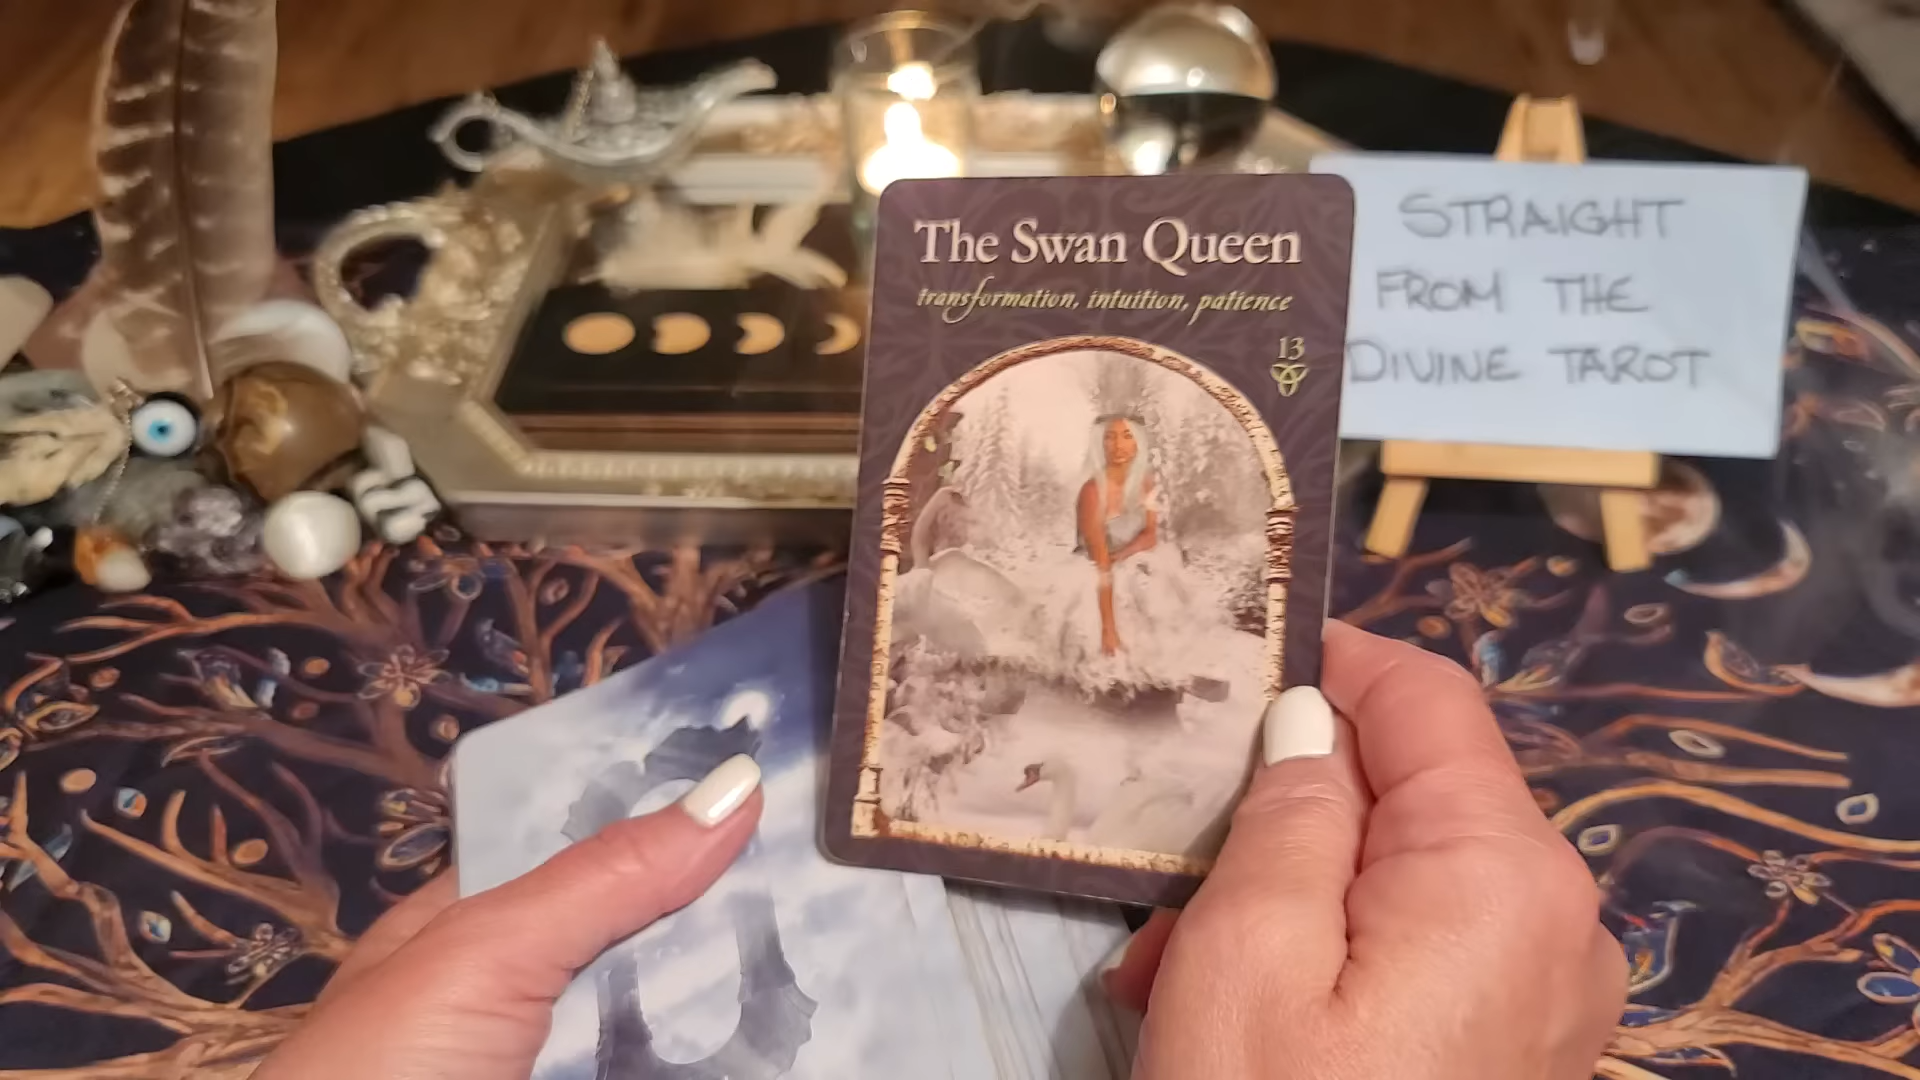 The Swan Queen
transformation, intuition, patience
13
STRAIGHT
FROM THE
DIVINE TAROT